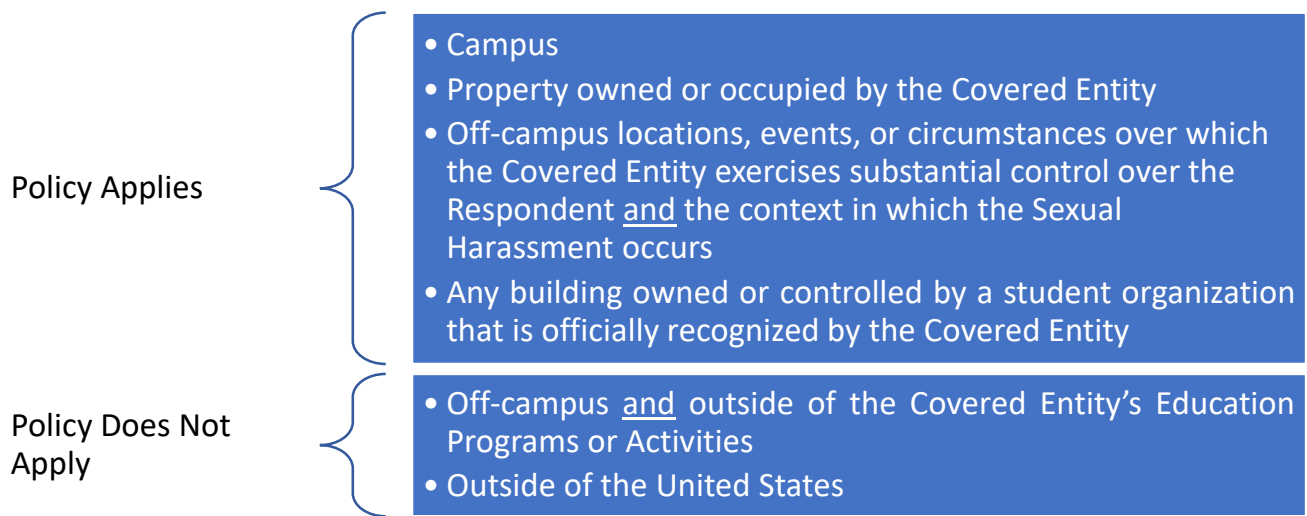 Policy Applies
• Campus
• Property owned or occupied by the Covered Entity
• Off-campus locations, events, or circumstances over which
the Covered Entity exercises substantial control over the
Respondent and the context in which the Sexual
Harassment occurs
• Any building owned or controlled by a student organization
that is officially recognized by the Covered Entity
Policy Does Not
Apply
• Off-campus and outside of the Covered Entity’s Education
Programs or Activities
• Outside of the United States